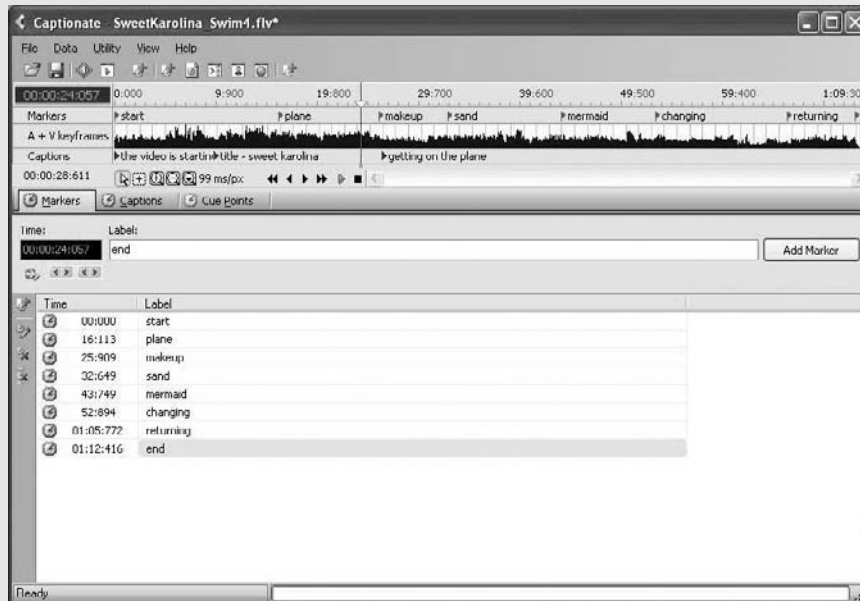 Captionate SweetKarolina_Swim4.flv*
File Data Utility View Help
00:00:24:057 0:000 9:900 19:800 29:700 39:600 49:500 59:400 1:09:30
Markers start plane makeup sand mermaid changing returning
A + V keyframes
Captions the video is startin title - sweet karolina getting on the plane
00:00:28:611 99 ms/px
Markers Captions Cue Points
Time: Label:
00:00:24:057 end Add Marker
Time Label
00:000 start
16:113 plane
25:909 makeup
32:649 sand
43:749 mermaid
52:894 changing
01:05:772 returning
01:12:416 end
Ready